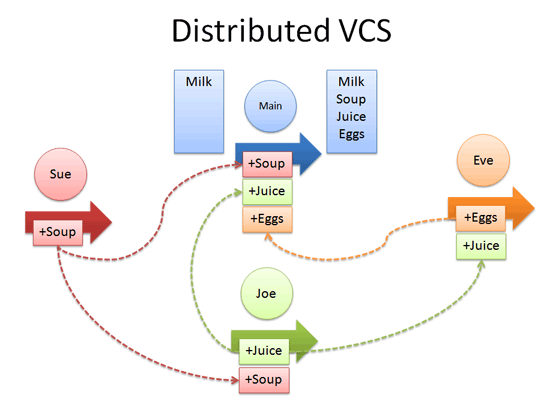 Distributed VCS
Milk
Main
Milk
Soup
Juice
Eggs
Sue
+Soup
+Soup
+Juice
+Eggs
Eve
+Eggs
+Juice
Joe
+Juice
+Soup